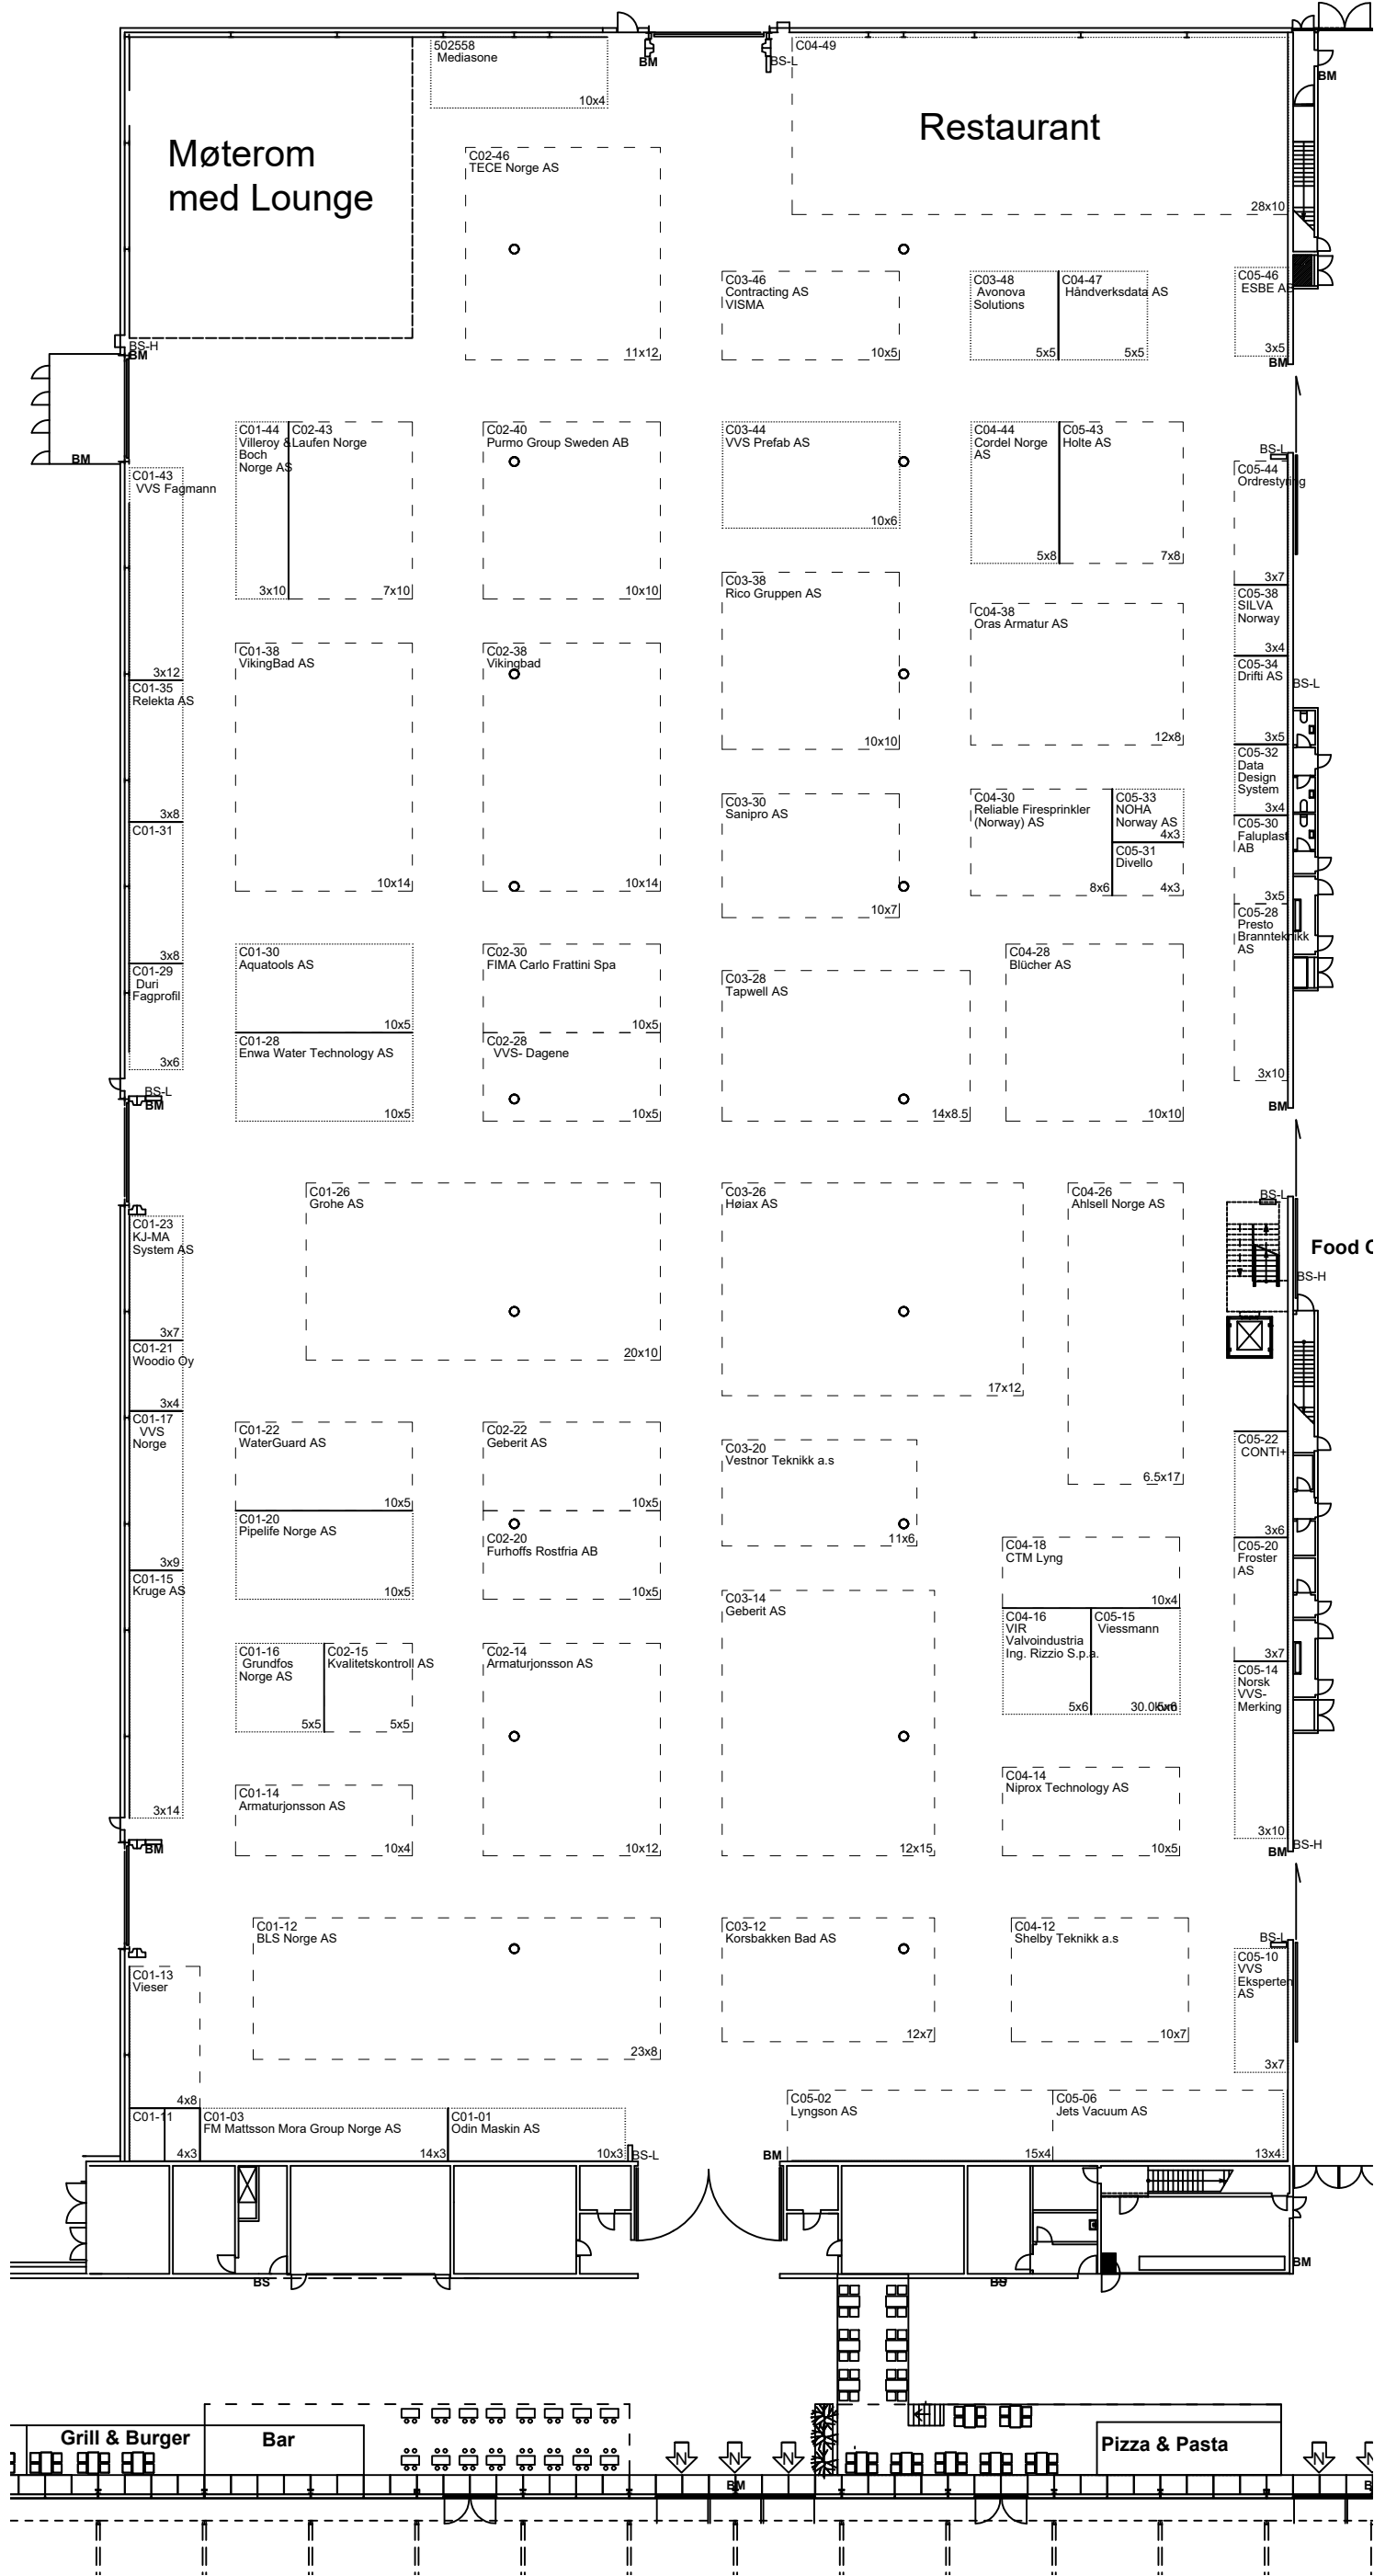 502558
Mediasone
10x4
BM
BS-L
C04-49
Restaurant
28x10
BM
Møterom
med Lounge
C02-46
TECE Norge AS
11x12
C03-46
Contracting AS
VISMA
10x5
C03-48
Avonova
Solutions
5x5
C04-47
Håndverksdata AS
5x5
C05-46
ESBE AS
3x5
BM
BS-H
BM
BM
C01-44
Villeroy &
Boch
Norge AS
3x10
C02-43
Laufen Norge
7x10
C02-40
Purmo Group Sweden AB
10x10
C03-44
VVS Prefab AS
10x6
C04-44
Cordel Norge
AS
5x8
C05-43
Holte AS
7x8
BS-L
C05-44
Ordrestyring
3x7
C01-43
VVS Fagmann
3x12
C03-38
Rico Gruppen AS
10x10
C04-38
Oras Armatur AS
12x8
C05-38
SILVA
Norway
3x4
C01-38
VikingBad AS
10x14
C02-38
Vikingbad
10x14
C05-34
Drifti AS
3x5
BS-L
C01-35
Relekta AS
3x8
C05-32
Data
Design
System
3x4
C03-30
Sanipro AS
10x7
C04-30
Reliable Firesprinkler
(Norway) AS
8x6
C05-33
NOHA
Norway AS
4x3
C05-31
Divello
4x3
C05-30
Faluplast
AB
3x5
C01-31
3x8
C05-28
Presto
Brannteknikk
AS
3x10
BM
C01-30
Aquatools AS
10x5
C02-30
FIMA Carlo Frattini Spa
10x5
C03-28
Tapwell AS
14x8.5
C04-28
Blücher AS
10x10
C01-29
Duri
Fagprofil
3x6
C01-28
Enwa Water Technology AS
10x5
C02-28
VVS- Dagene
10x5
BS-L
BM
C01-26
Grohe AS
20x10
C03-26
Høiax AS
17x12
C04-26
Ahlsell Norge AS
6.5x17
BS-L
Food C
BS-H
C01-23
KJ-MA
System AS
3x7
C01-21
Woodio Oy
3x4
C01-17
VVS
Norge
3x9
C01-22
WaterGuard AS
10x5
C02-22
Geberit AS
10x5
C03-20
Vestnor Teknikk a.s
11x6
C05-22
CONTI+
3x6
C01-20
Pipelife Norge AS
10x5
C02-20
Furhoffs Rostfria AB
10x5
C04-18
CTM Lyng
10x4
C05-20
Froster
AS
3x7
C01-15
Kruge AS
3x14
C03-14
Geberit AS
12x15
C04-16
VIR
Valvoindustria
Ing. Rizzio S.p.a.
5x6
C05-15
Viessmann
5x6
C01-16
Grundfos
Norge AS
5x5
C02-15
Kvalitetskontroll AS
5x5
C02-14
Armaturjonsson AS
10x12
C05-14
Norsk
VVS-
Merking
3x10
C01-14
Armaturjonsson AS
10x4
C04-14
Niprox Technology AS
10x5
BM
BM
BS-H
C01-12
BLS Norge AS
23x8
C03-12
Korsbakken Bad AS
12x7
C04-12
Shelby Teknikk a.s
10x7
BS-L
C05-10
VVS
Eksperten
AS
3x7
C01-13
Vieser
4x8
C01-11
4x3
C01-03
FM Mattsson Mora Group Norge AS
14x3
C01-01
Odin Maskin AS
10x3
BS-L
BM
C05-02
Lyngson AS
15x4
C05-06
Jets Vacuum AS
13x4
BS
BS
BM
Grill & Burger
Bar
Pizza & Pasta
N
N
N
N
N
BM